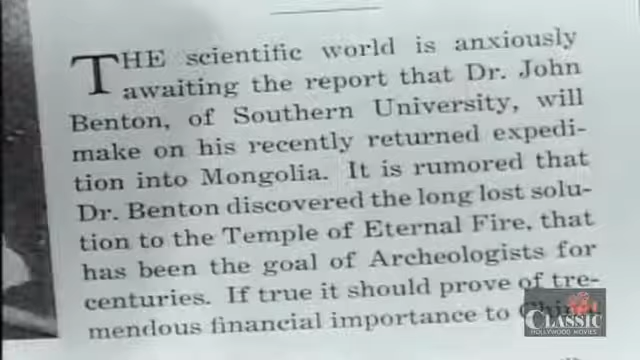 THE scientific world is anxiously
awaiting the report that Dr. John
Benton, of Southern University, will
make on his recently returned expedi-
tion into Mongolia. It is rumored that
Dr. Benton discovered the long lost solu-
tion to the Temple of Eternal Fire, that
has been the goal of Archeologists for
centuries. If true it should prove of tre-
mendous financial importance to
CLASSIC
HOLLYWOOD MOVIES